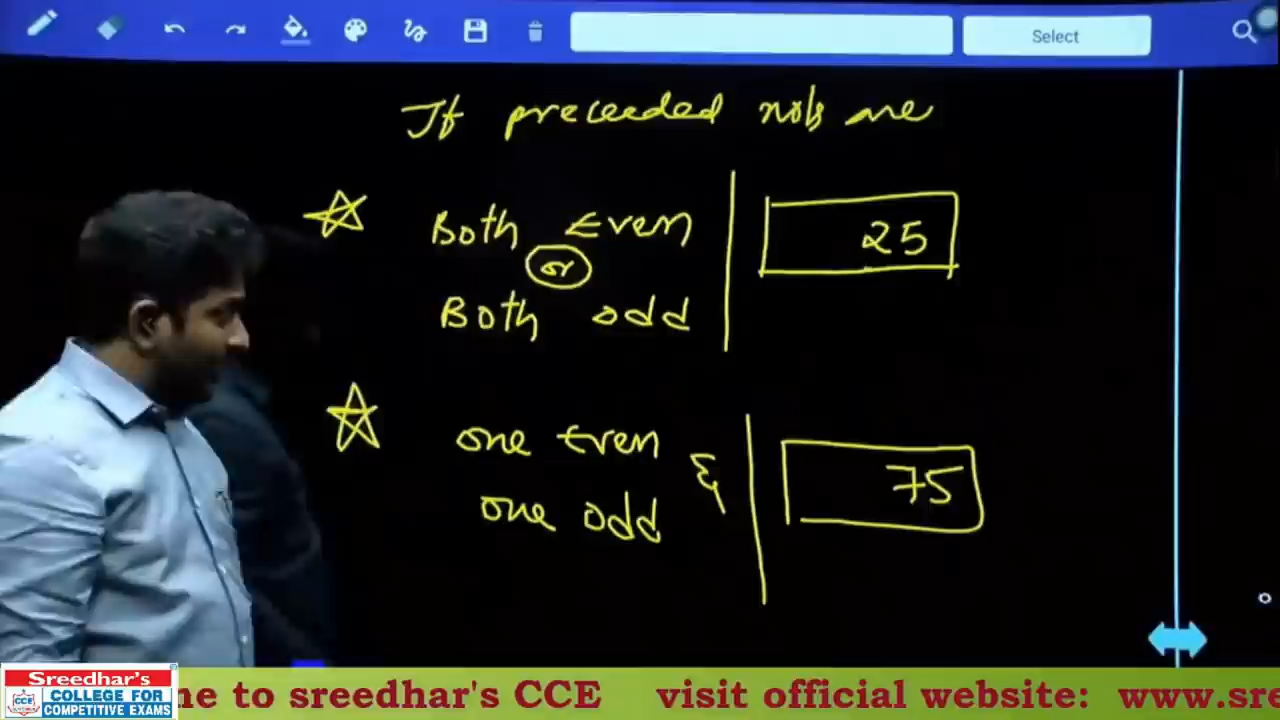 Select
If preceeded no's are
Both Even
or
Both odd
25
one Even &
one odd
75
Sreedhar's
CCE
COLLEGE FOR
COMPETITIVE EXAMS
me to sreedhar's CCE visit official website: www.sre